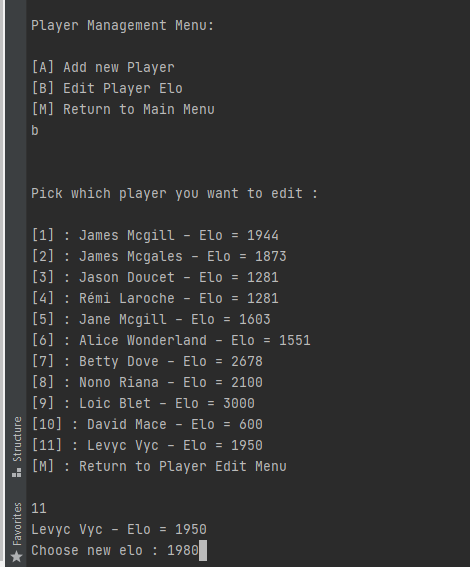 Player Management Menu:
[A] Add new Player
[B] Edit Player Elo
[M] Return to Main Menu
b
Pick which player you want to edit :
[1] : James Mcgill - Elo = 1944
[2] : James Mcgales - Elo = 1873
[3] : Jason Doucet - Elo = 1281
[4] : Rémi Laroche - Elo = 1281
[5] : Jane Mcgill - Elo = 1603
[6] : Alice Wonderland - Elo = 1551
[7] : Betty Dove - Elo = 2678
[8] : Nono Riana - Elo = 2100
[9] : Loic Blet - Elo = 3000
[10] : David Mace - Elo = 600
[11] : Levyc Vyc - Elo = 1950
[M] : Return to Player Edit Menu
11
Levyc Vyc - Elo = 1950
Choose new elo : 1980
Structure
Favorites